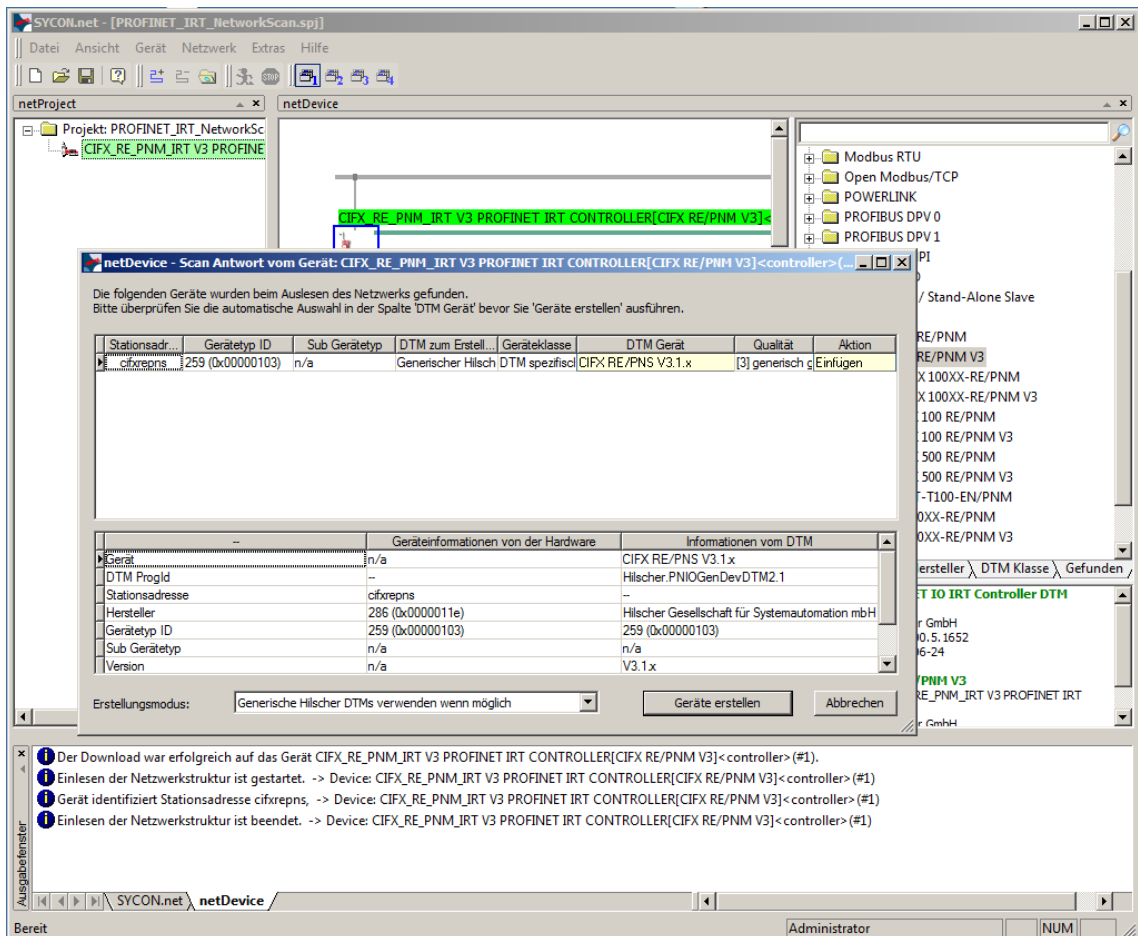 SYCON.net - [PROFINET_IRT_NetworkScan.spj]
Datei Ansicht Gerät Netzwerk Extras Hilfe
netProject
netDevice
Projekt: PROFINET_IRT_NetworkSc
CIFX_RE_PNM_IRT V3 PROFINE
CIFX_RE_PNM_IRT V3 PROFINET IRT CONTROLLER[CIFX RE/PNM V3]<
Modbus RTU
Open Modbus/TCP
POWERLINK
PROFIBUS DPV0
PROFIBUS DPV1
PI
/ Stand-Alone Slave
RE/PNM
RE/PNM V3
X 100XX-RE/PNM
X 100XX-RE/PNM V3
100 RE/PNM
100 RE/PNM V3
500 RE/PNM
500 RE/PNM V3
-T100-EN/PNM
0XX-RE/PNM
0XX-RE/PNM V3
ersteller DTM Klasse Gefunden
ET IO IRT Controller DTM
r GmbH
00.5.1652
06-24
/PNM V3
RE_PNM_IRT V3 PROFINET IRT
r GmbH
netDevice - Scan Antwort vom Gerät: CIFX_RE_PNM_IRT V3 PROFINET IRT CONTROLLER[CIFX RE/PNM V3]<controller>(...
Die folgenden Geräte wurden beim Auslesen des Netzwerks gefunden.
Bitte überprüfen Sie die automatische Auswahl in der Spalte 'DTM Gerät' bevor Sie 'Geräte erstellen' ausführen.
Stationsadr... Gerätetyp ID Sub Gerätetyp DTM zum Erstell... Geräteklasse DTM Gerät Qualität Aktion
cifxrepns 259 (0x00000103) n/a Generischer Hilsch DTM spezifiscl CIFX RE/PNS V3.1.x [3] generisch g Einfügen
-- Geräteinformationen von der Hardware Informationen vom DTM
Gerät n/a CIFX RE/PNS V3.1.x
DTM ProgId -- Hilscher.PNIOGenDevDTM2.1
Stationsadresse cifxrepns --
Hersteller 286 (0x0000011e) Hilscher Gesellschaft für Systemautomation mbH
Gerätetyp ID 259 (0x00000103) 259 (0x00000103)
Sub Gerätetyp n/a n/a
Version n/a V3.1.x
Erstellungsmodus: Generische Hilscher DTMs verwenden wenn möglich Geräte erstellen Abbrechen
Der Download war erfolgreich auf das Gerät CIFX_RE_PNM_IRT V3 PROFINET IRT CONTROLLER[CIFX RE/PNM V3]<controller>(#1).
Einlesen der Netzwerkstruktur ist gestartet. -> Device: CIFX_RE_PNM_IRT V3 PROFINET IRT CONTROLLER[CIFX RE/PNM V3]<controller>(#1)
Gerät identifiziert Stationsadresse cifxrepns, -> Device: CIFX_RE_PNM_IRT V3 PROFINET IRT CONTROLLER[CIFX RE/PNM V3]<controller>(#1)
Einlesen der Netzwerkstruktur ist beendet. -> Device: CIFX_RE_PNM_IRT V3 PROFINET IRT CONTROLLER[CIFX RE/PNM V3]<controller>(#1)
Ausgabefenster
SYCON.net netDevice
Bereit
Administrator
NUM